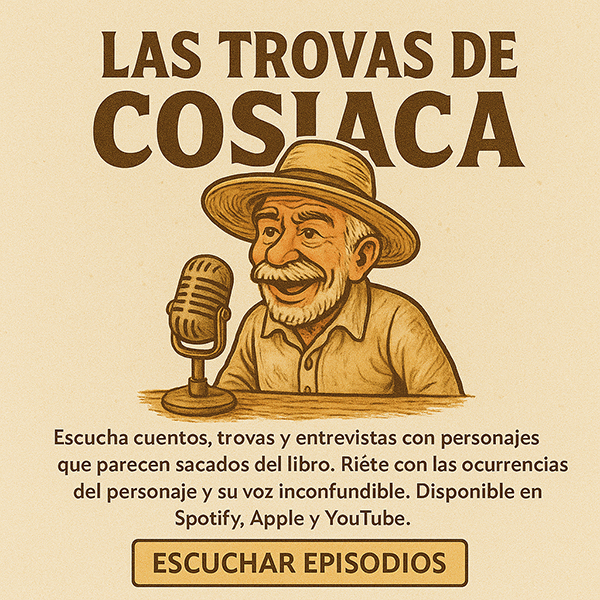 LAS TROVAS DE
COSIACA
Escucha cuentos, trovas y entrevistas con personajes
que parecen sacados del libro. Riéte con las ocurrencias
del personaje y su voz inconfundible. Disponible en
Spotify, Apple y YouTube.
ESCUCHAR EPISODIOS